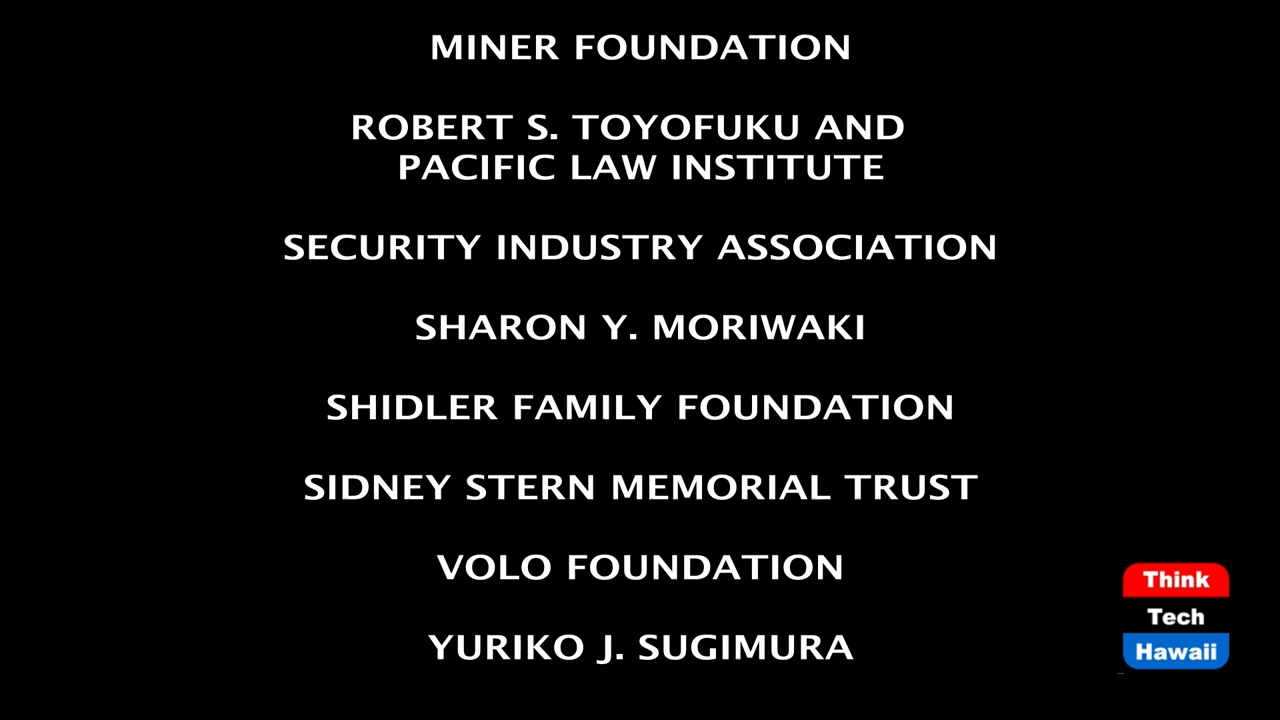 MINER FOUNDATION
ROBERT S. TOYOFUKU AND
PACIFIC LAW INSTITUTE
SECURITY INDUSTRY ASSOCIATION
SHARON Y. MORIWAKI
SHIDLER FAMILY FOUNDATION
SIDNEY STERN MEMORIAL TRUST
VOLO FOUNDATION
YURIKO J. SUGIMURA
Think
Tech
Hawaii